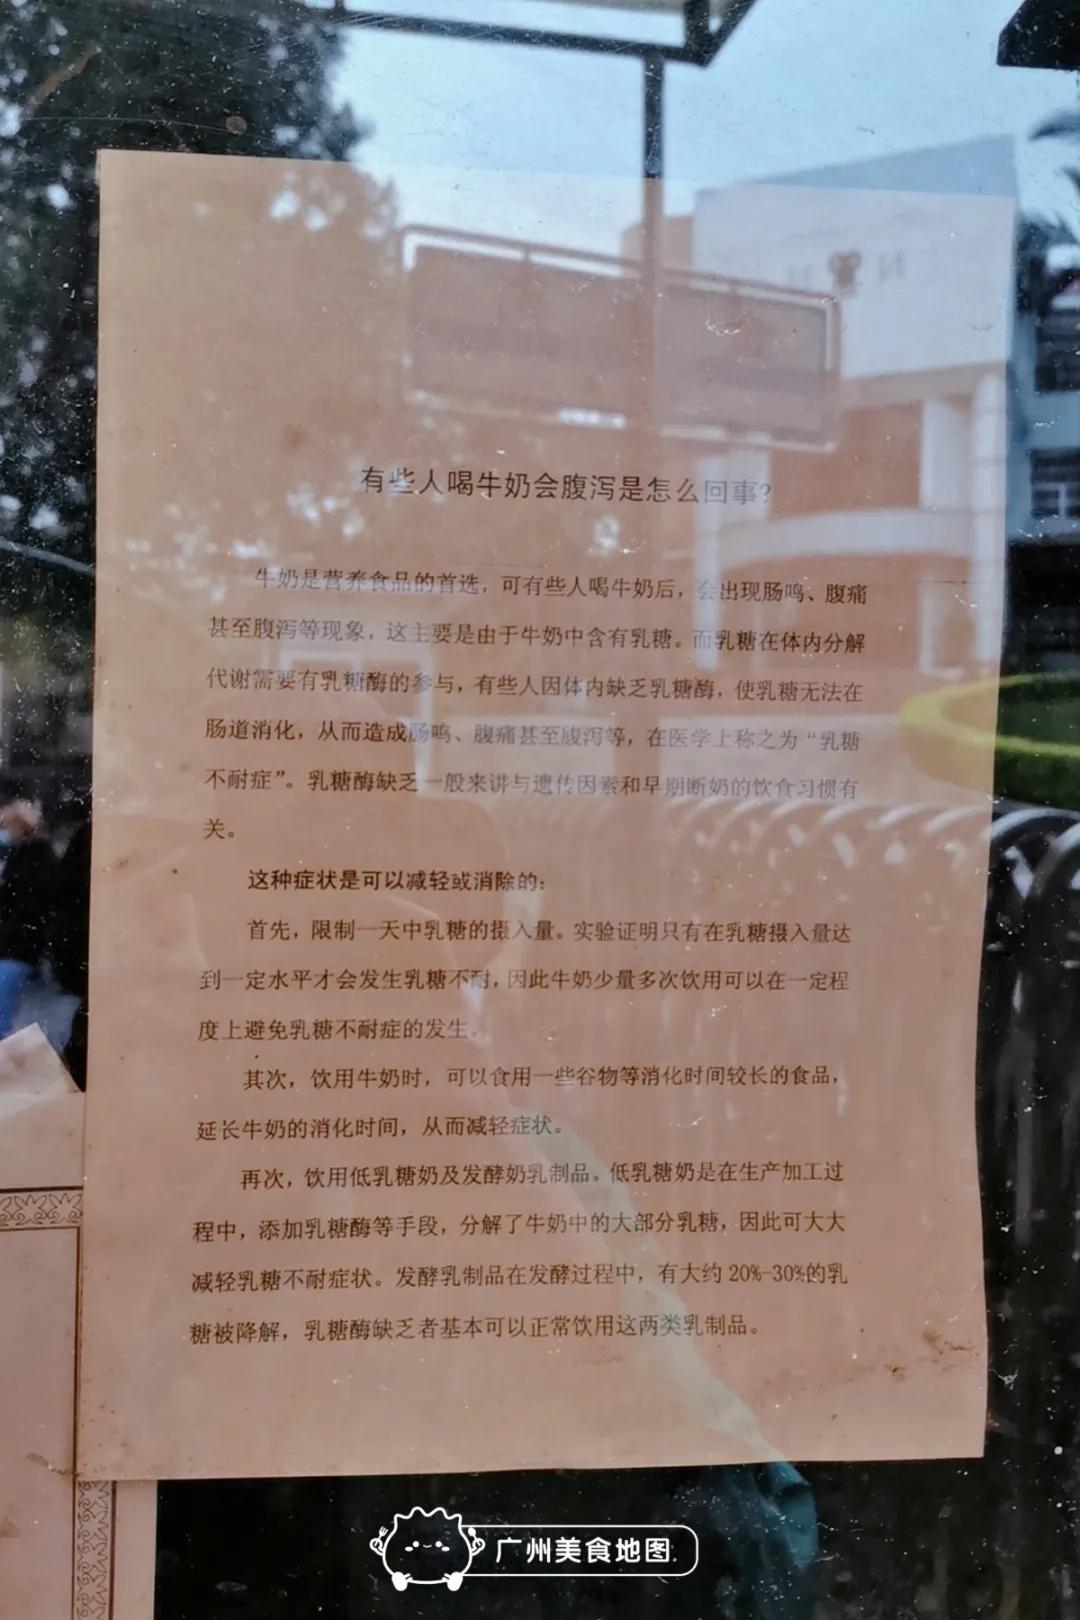 有些人喝牛奶会腹泻是怎么回事?
牛奶是营养食品的首选，可有些人喝牛奶后，会出现肠鸣、腹痛
甚至腹泻等现象，这主要是由于牛奶中含有乳糖。而乳糖在体内分解
代谢需要有乳糖酶的参与，有些人因体内缺乏乳糖酶，使乳糖无法在
肠道消化，从而造成肠鸣、腹痛甚至腹泻等，在医学上称之为“乳糖
不耐症”。乳糖酶缺乏一般来讲与遗传因素和早期断奶的饮食习惯有
关。
这种症状是可以减轻或消除的：
首先，限制一天中乳糖的摄入量。实验证明只有在乳糖摄入量达
到一定水平才会发生乳糖不耐，因此牛奶少量多次饮用可以在一定程
度上避免乳糖不耐症的发生。
其次，饮用牛奶时，可以食用一些谷物等消化时间较长的食品，
延长牛奶的消化时间，从而减轻症状。
再次，饮用低乳糖奶及发酵奶乳制品。低乳糖奶是在生产加工过
程中，添加乳糖酶等手段，分解了牛奶中的大部分乳糖，因此可大大
减轻乳糖不耐症状。发酵乳制品在发酵过程中，有大约20%-30%的乳
糖被降解，乳糖酶缺乏者基本可以正常饮用这两类乳制品。
广州美食地图